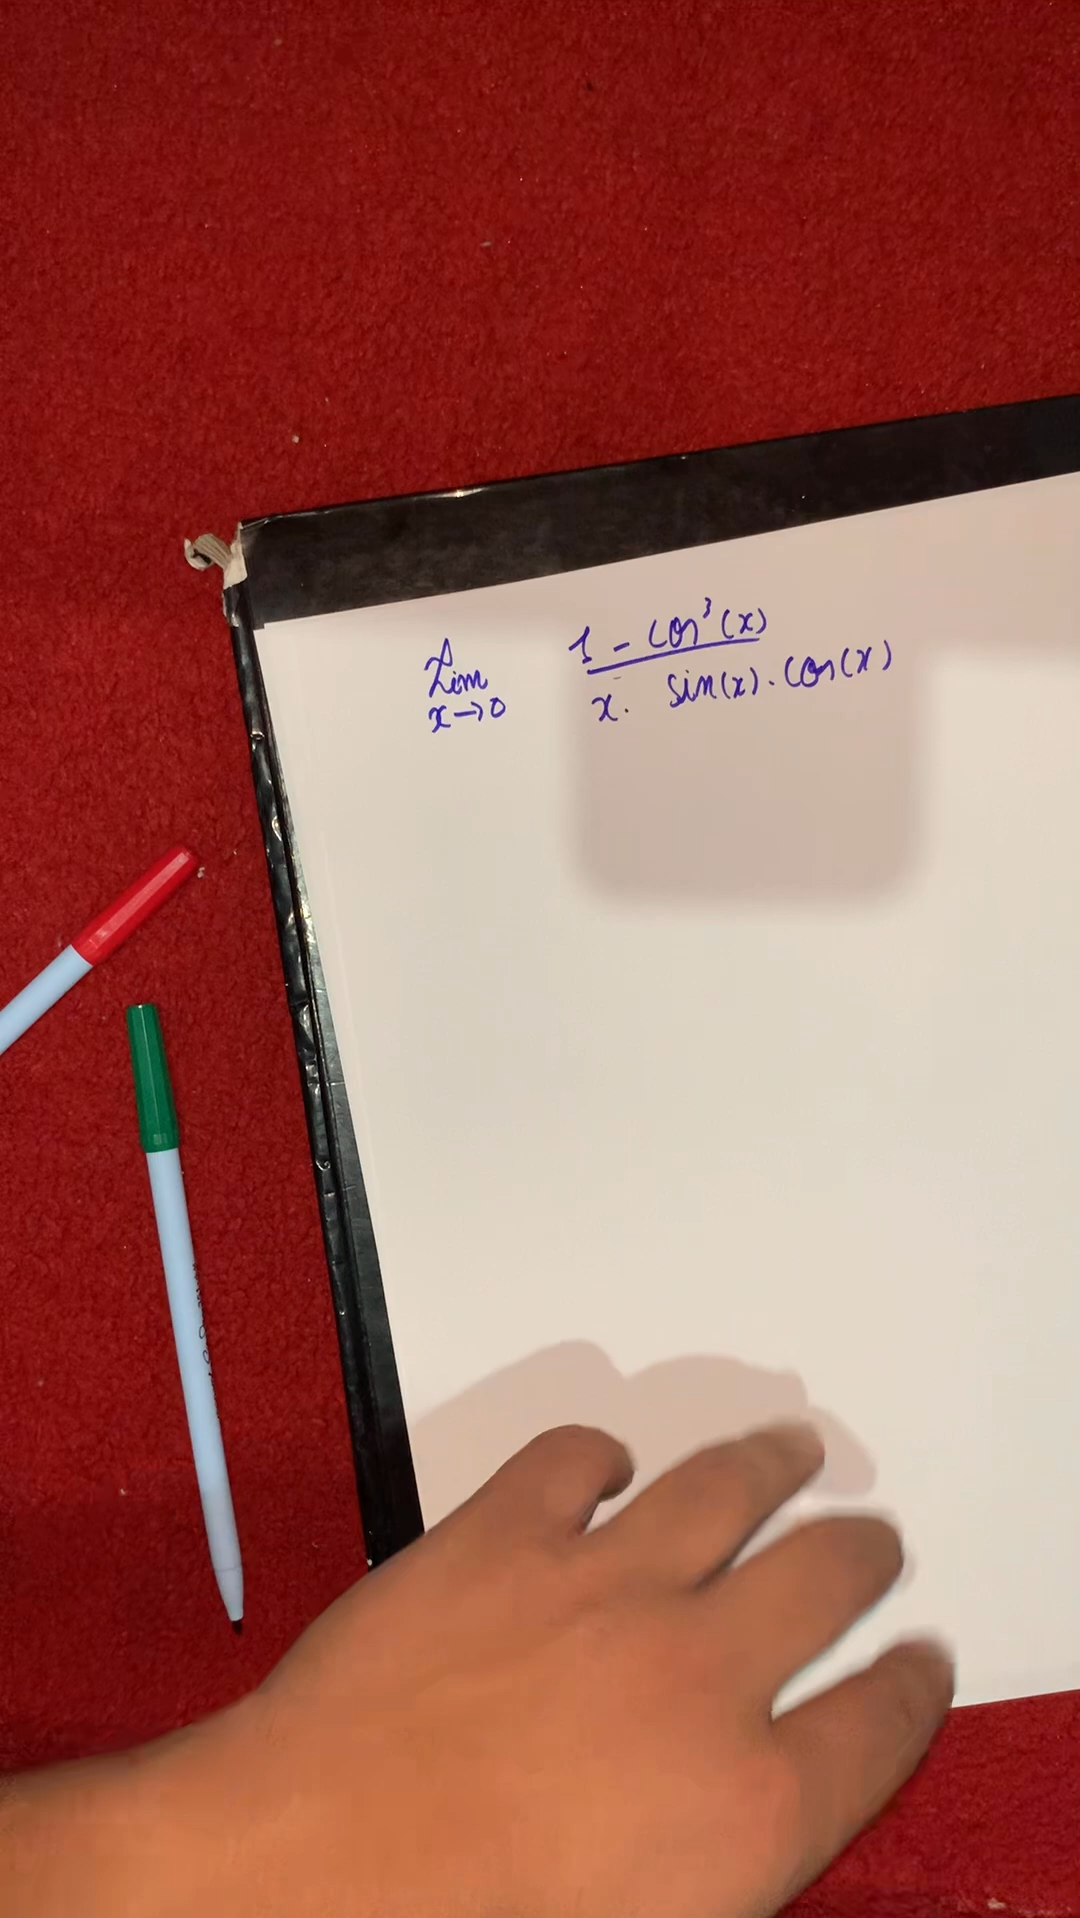 Lim 1 - cos³(x)
x→0 x. sin(x).cos(x)